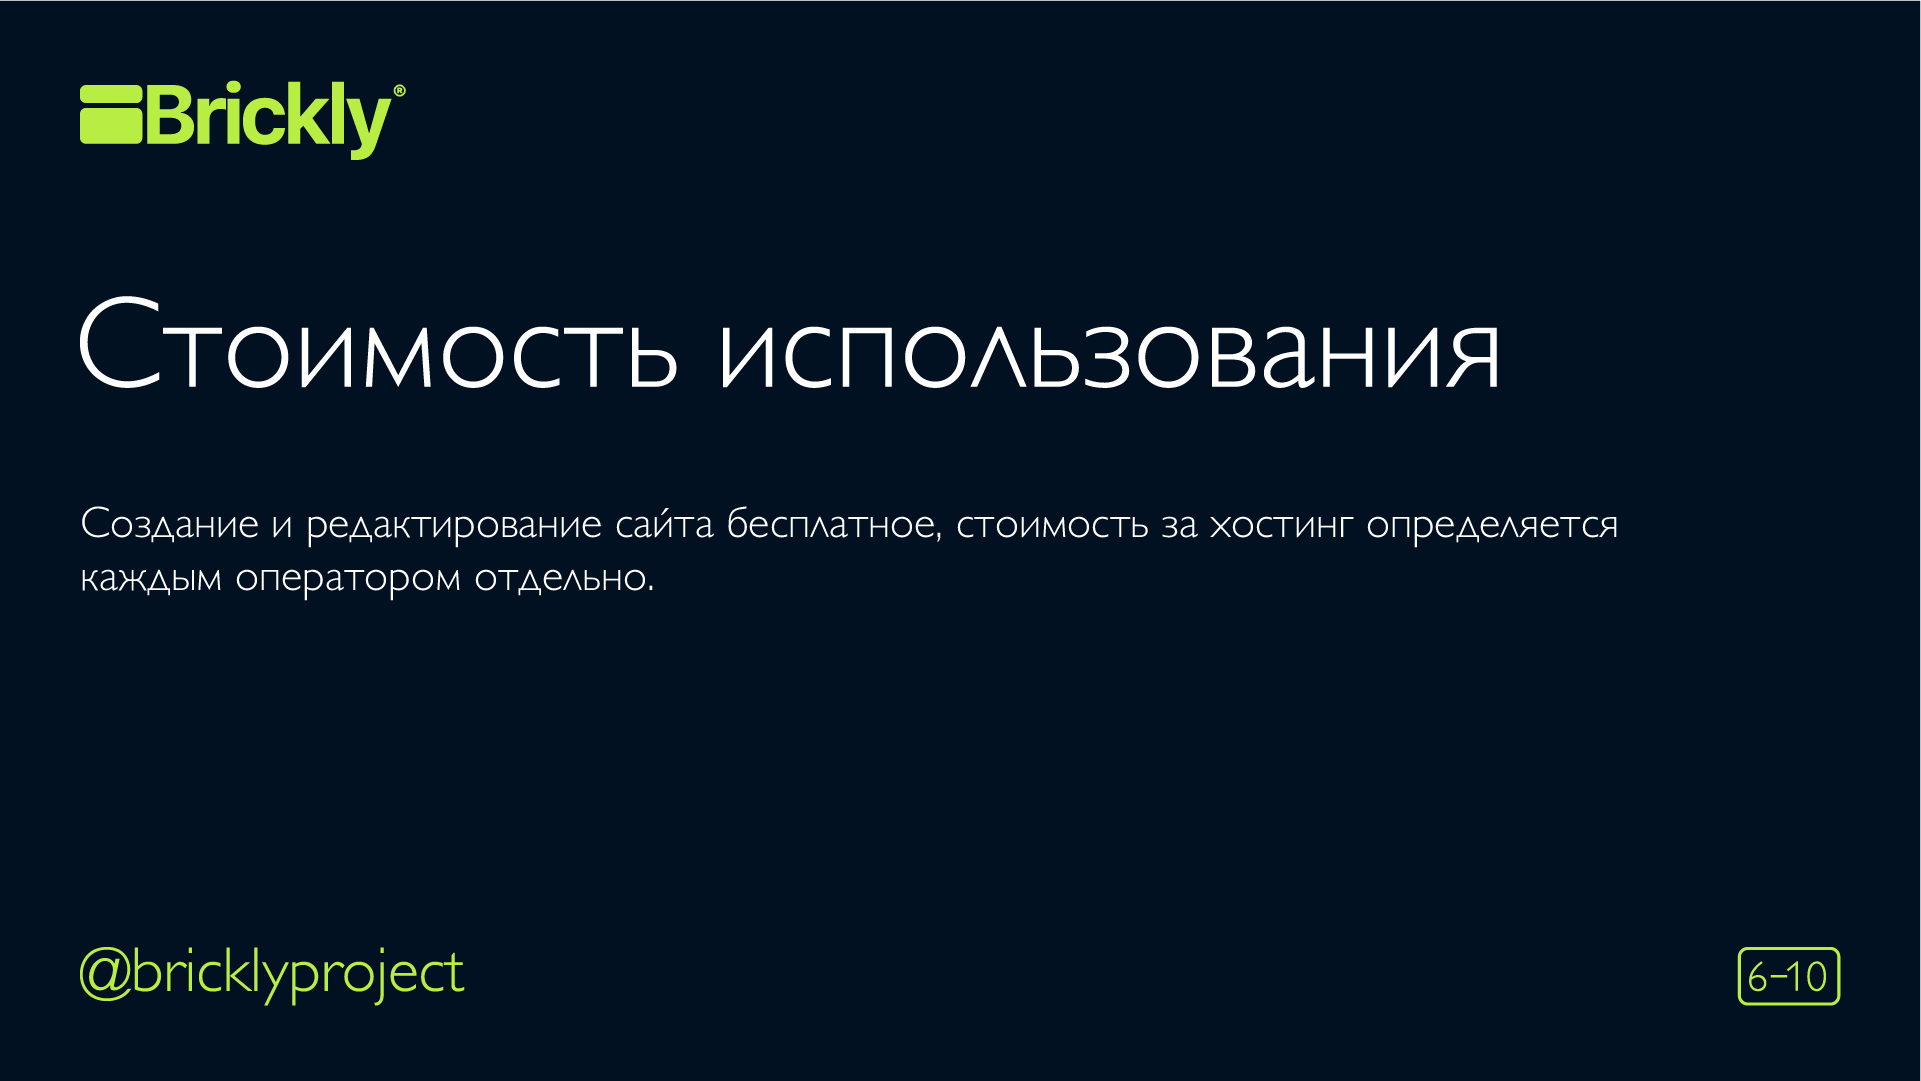 Brickly®
Стоимость использования
Создание и редактирование сайта бесплатное, стоимость за хостинг определяется
каждым оператором отдельно.
@bricklyproject
6–10